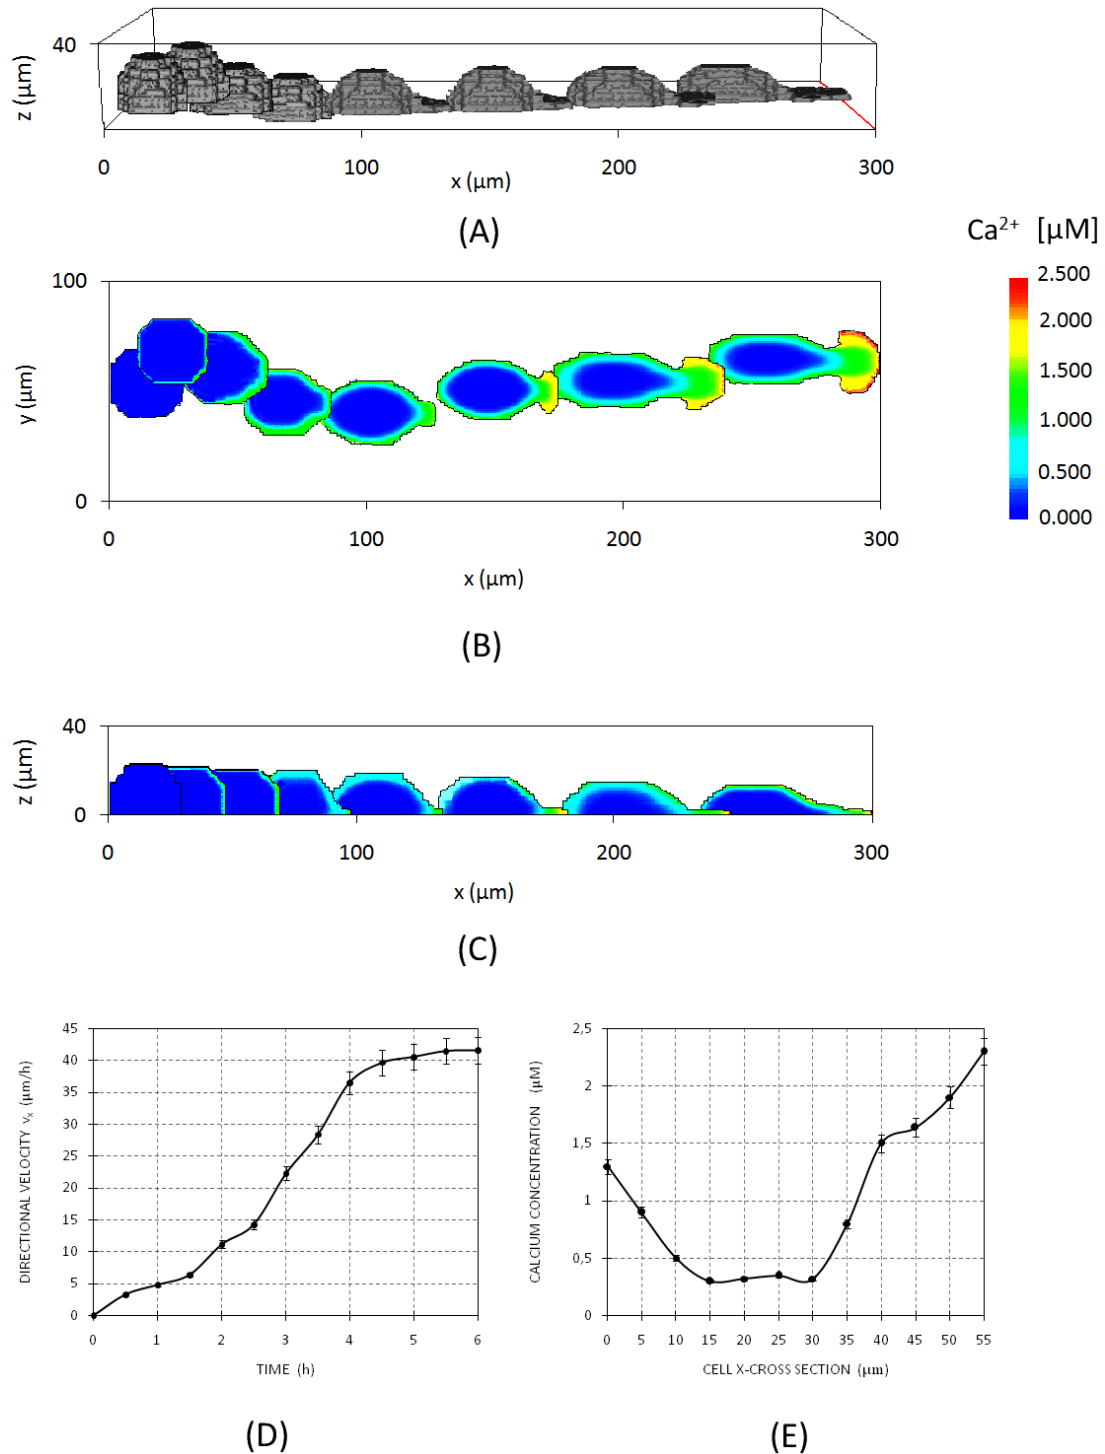 40
z (μm)
0
100
200
300
x (μm)
(A)
Ca²⁺ [μM]
2.500
2.000
1.500
1.000
0.500
0.000
100
y (μm)
0
0
100
200
300
x (μm)
(B)
40
z (μm)
0
0
100
200
300
x (μm)
(C)
45
40
35
30
25
20
15
10
5
0
DIRECTIONAL VELOCITY vₓ (μm/h)
0 1 2 3 4 5 6
TIME (h)
(D)
2,5
2
1,5
1
0,5
0
CALCIUM CONCENTRATION (μM)
0 5 10 15 20 25 30 35 40 45 50 55
CELL X-CROSS SECTION (μm)
(E)